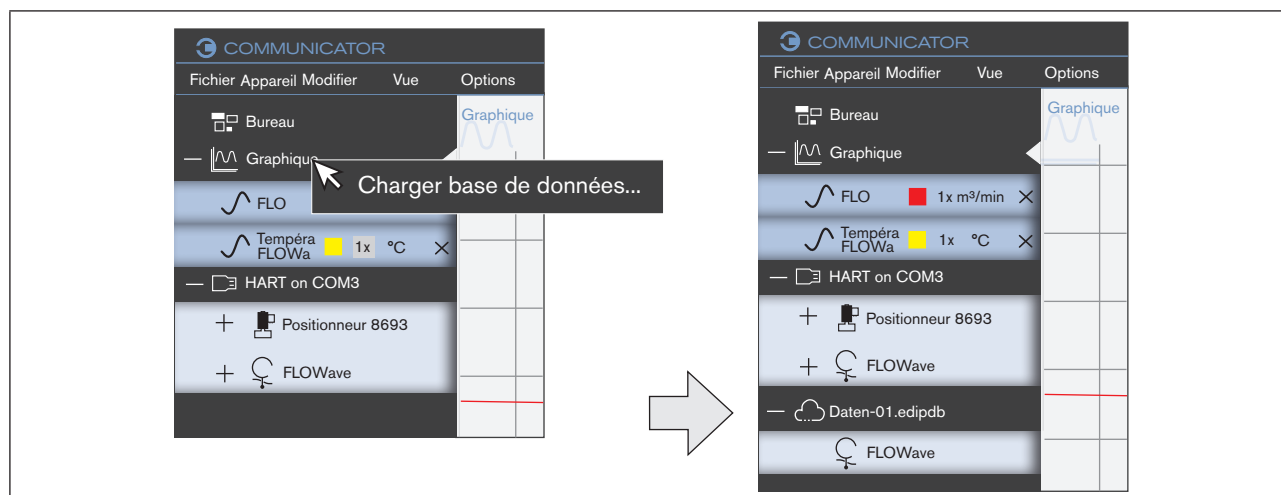 COMMUNICATOR
Fichier Appareil Modifier Vue Options
Bureau
Graphique
Graphique
Charger base de données...
FLO
Tempéra
FLOWa
1x °C
HART on COM3
Positionneur 8693
FLOWave
COMMUNICATOR
Fichier Appareil Modifier Vue Options
Bureau
Graphique
Graphique
FLO 1x m³/min
Tempéra
FLOWa
1x °C
HART on COM3
Positionneur 8693
FLOWave
Daten-01.edipdb
FLOWave